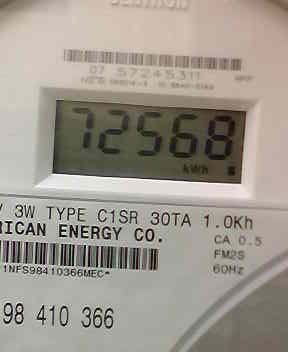 07 57245311
72568
kWh
3W TYPE C1SR 30TA 1.0Kh
RICAN ENERGY CO.
CA 0.5
FM2S
60Hz
1NFS98410366MEC*
98 410 366